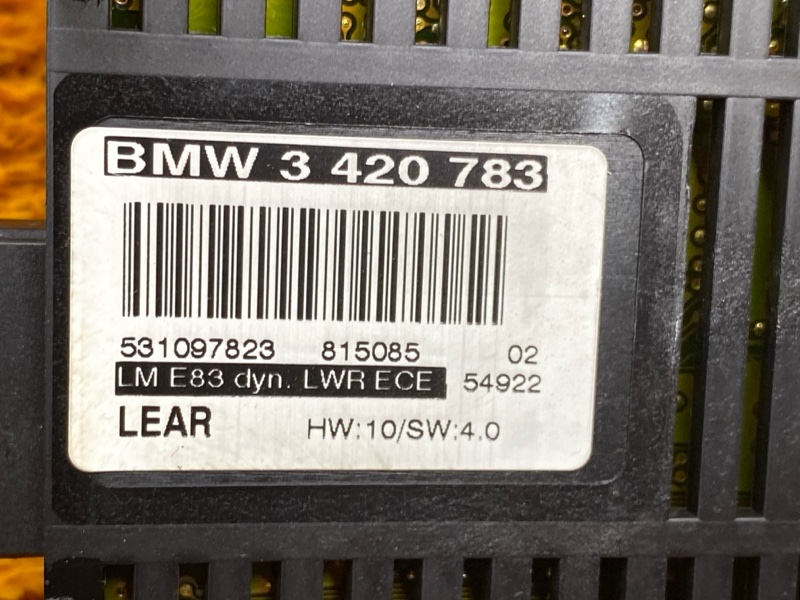 BMW 3 420 783
531097823 815085 02
LM E83 dyn. LWR ECE 54922
LEAR HW:10/SW:4.0